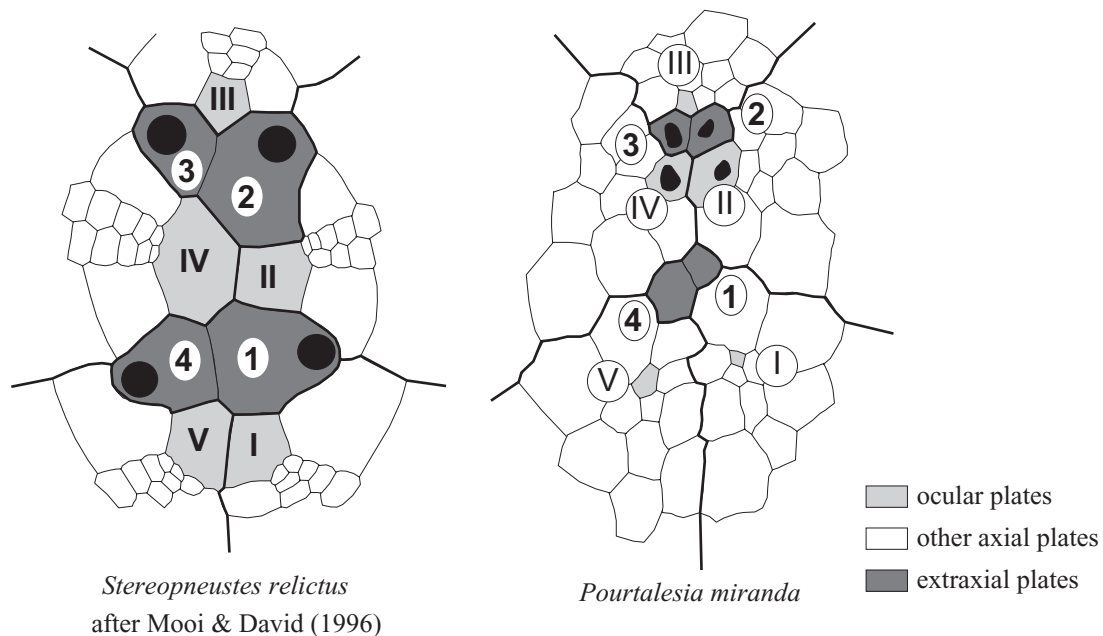 III
3
2
IV
II
4
1
V
I
Stereopneustes relictus
after Mooi & David (1996)
III
2
3
IV
II
1
4
V
I
Pourtalesia miranda
ocular plates
other axial plates
extraxial plates